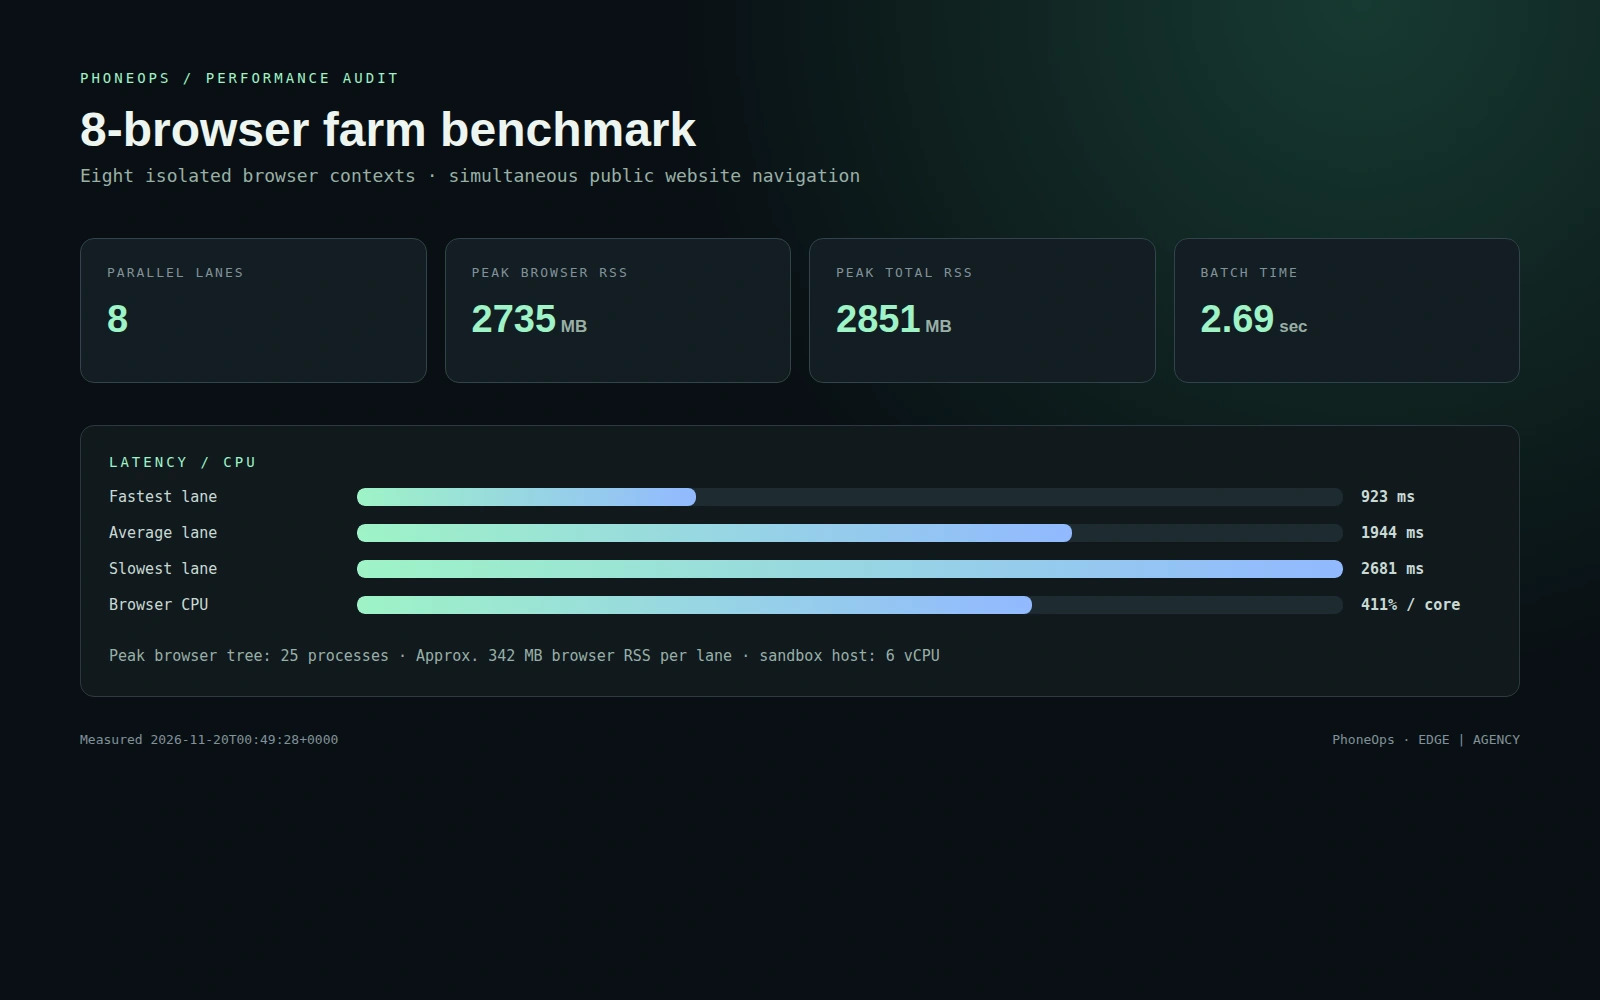 PHONEOPS / PERFORMANCE AUDIT
8-browser farm benchmark
Eight isolated browser contexts · simultaneous public website navigation
PARALLEL LANES
8
PEAK BROWSER RSS
2735 MB
PEAK TOTAL RSS
2851 MB
BATCH TIME
2.69 sec
LATENCY / CPU
Fastest lane 923 ms
Average lane 1944 ms
Slowest lane 2681 ms
Browser CPU 411% / core
Peak browser tree: 25 processes · Approx. 342 MB browser RSS per lane · sandbox host: 6 vCPU
Measured 2026-11-20T00:49:28+0000
PhoneOps · EDGE | AGENCY